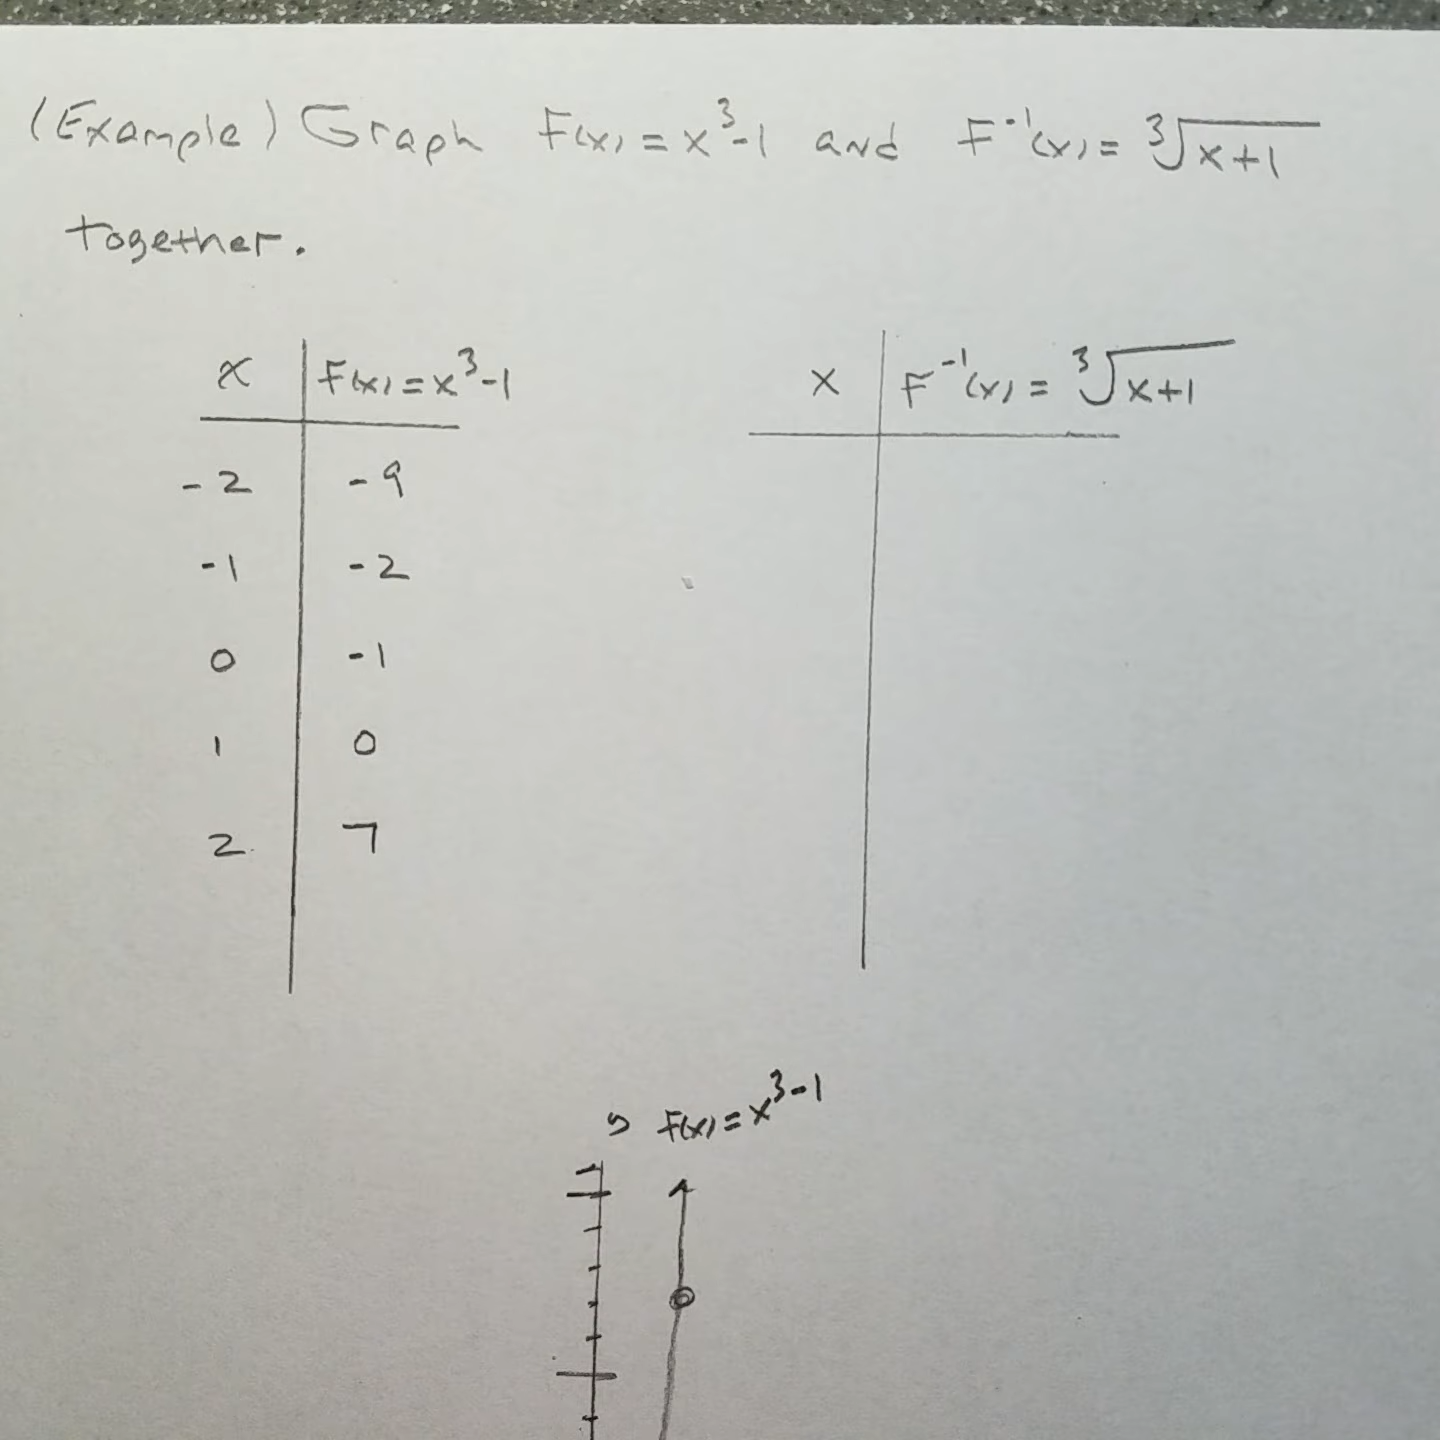 (Example) Graph F(x) = x³-1 and F⁻¹(x) = ∛(x+1)
together.
x F(x) = x³-1
-2 -9
-1 -2
0 -1
1 0
2 7
x F⁻¹(x) = ∛(x+1)
F(x) = x³-1